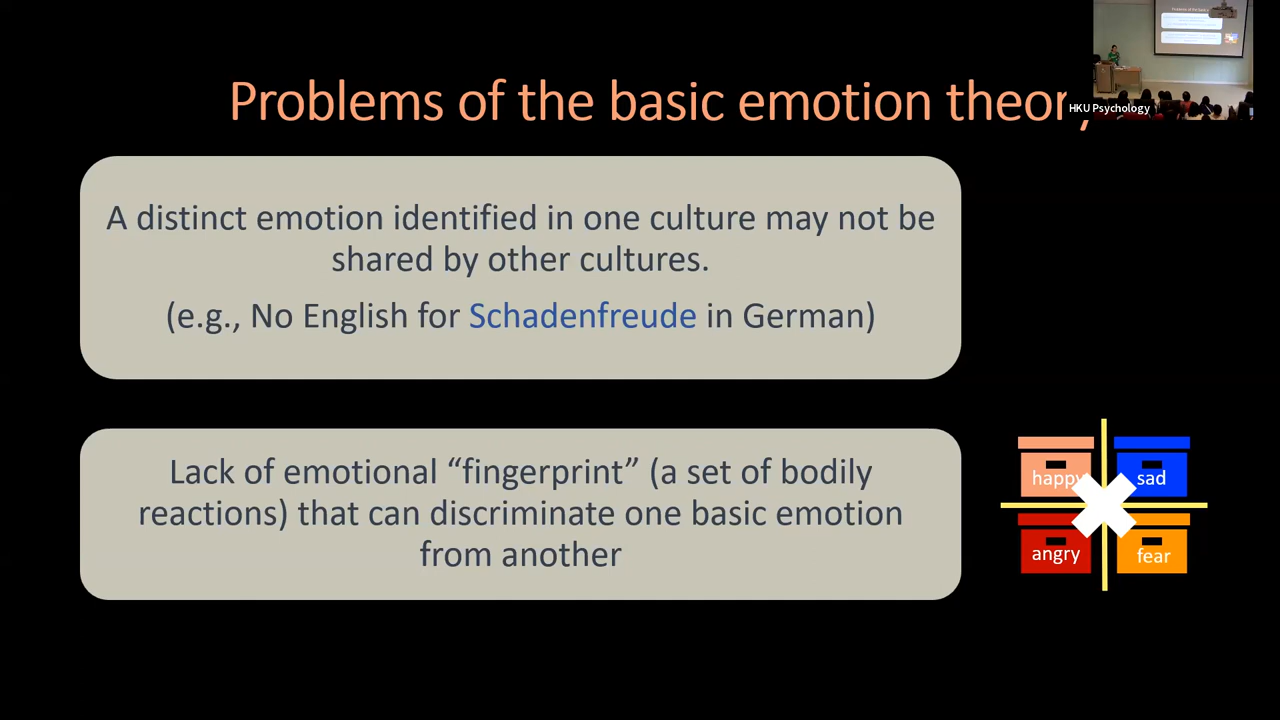 Problems of the basic emotion theory
HKU Psychology
A distinct emotion identified in one culture may not be
shared by other cultures.
(e.g., No English for Schadenfreude in German)
Lack of emotional “fingerprint” (a set of bodily
reactions) that can discriminate one basic emotion
from another
happy
sad
angry
fear